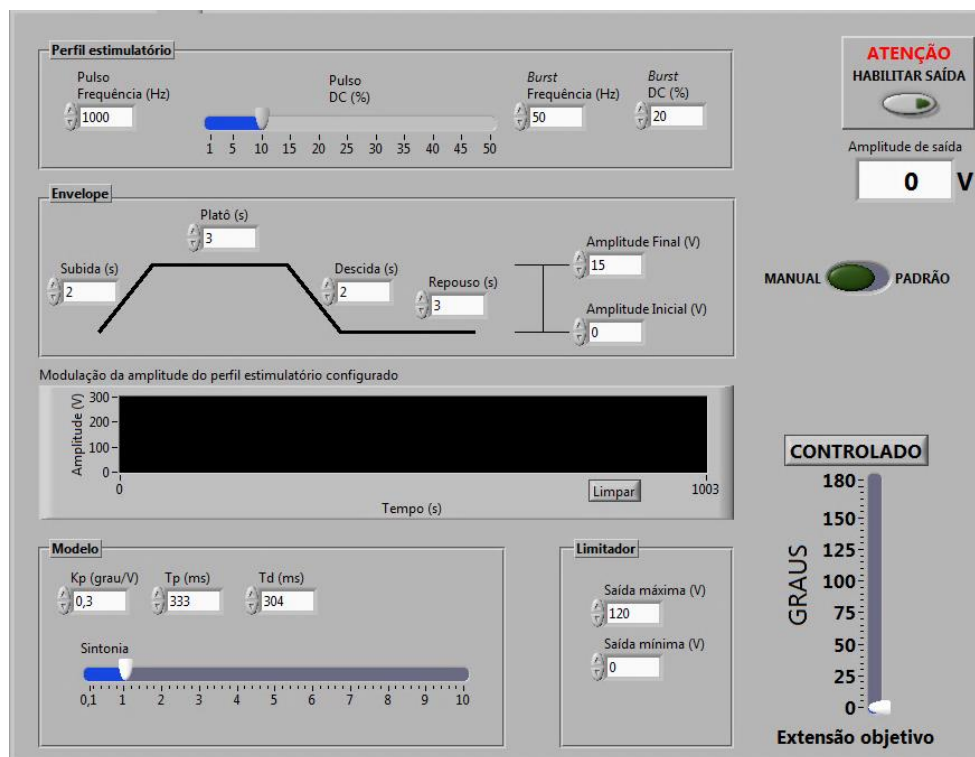 Perfil estimulatório
Pulso
Frequência (Hz)
1000
Pulso
DC (%)
1 5 10 15 20 25 30 35 40 45 50
Burst
Frequência (Hz)
50
Burst
DC (%)
20
ATENÇÃO
HABILITAR SAÍDA
Amplitude de saída
0 V
Envelope
Platô (s)
3
Subida (s)
2
Descida (s)
2
Repouso (s)
3
Amplitude Final (V)
15
Amplitude Inicial (V)
0
MANUAL PADRÃO
Modulação da amplitude do perfil estimulatório configurado
Amplitude (V)
300
200
100
0
0 1003
Tempo (s)
Limpar
Modelo
Kp (grau/V) Tp (ms) Td (ms)
0,3 333 304
Sintonia
0,1 1 2 3 4 5 6 7 8 9 10
Limitador
Saída máxima (V)
120
Saída mínima (V)
0
CONTROLADO
GRAUS
180
150
125
100
75
50
25
0
Extensão objetivo